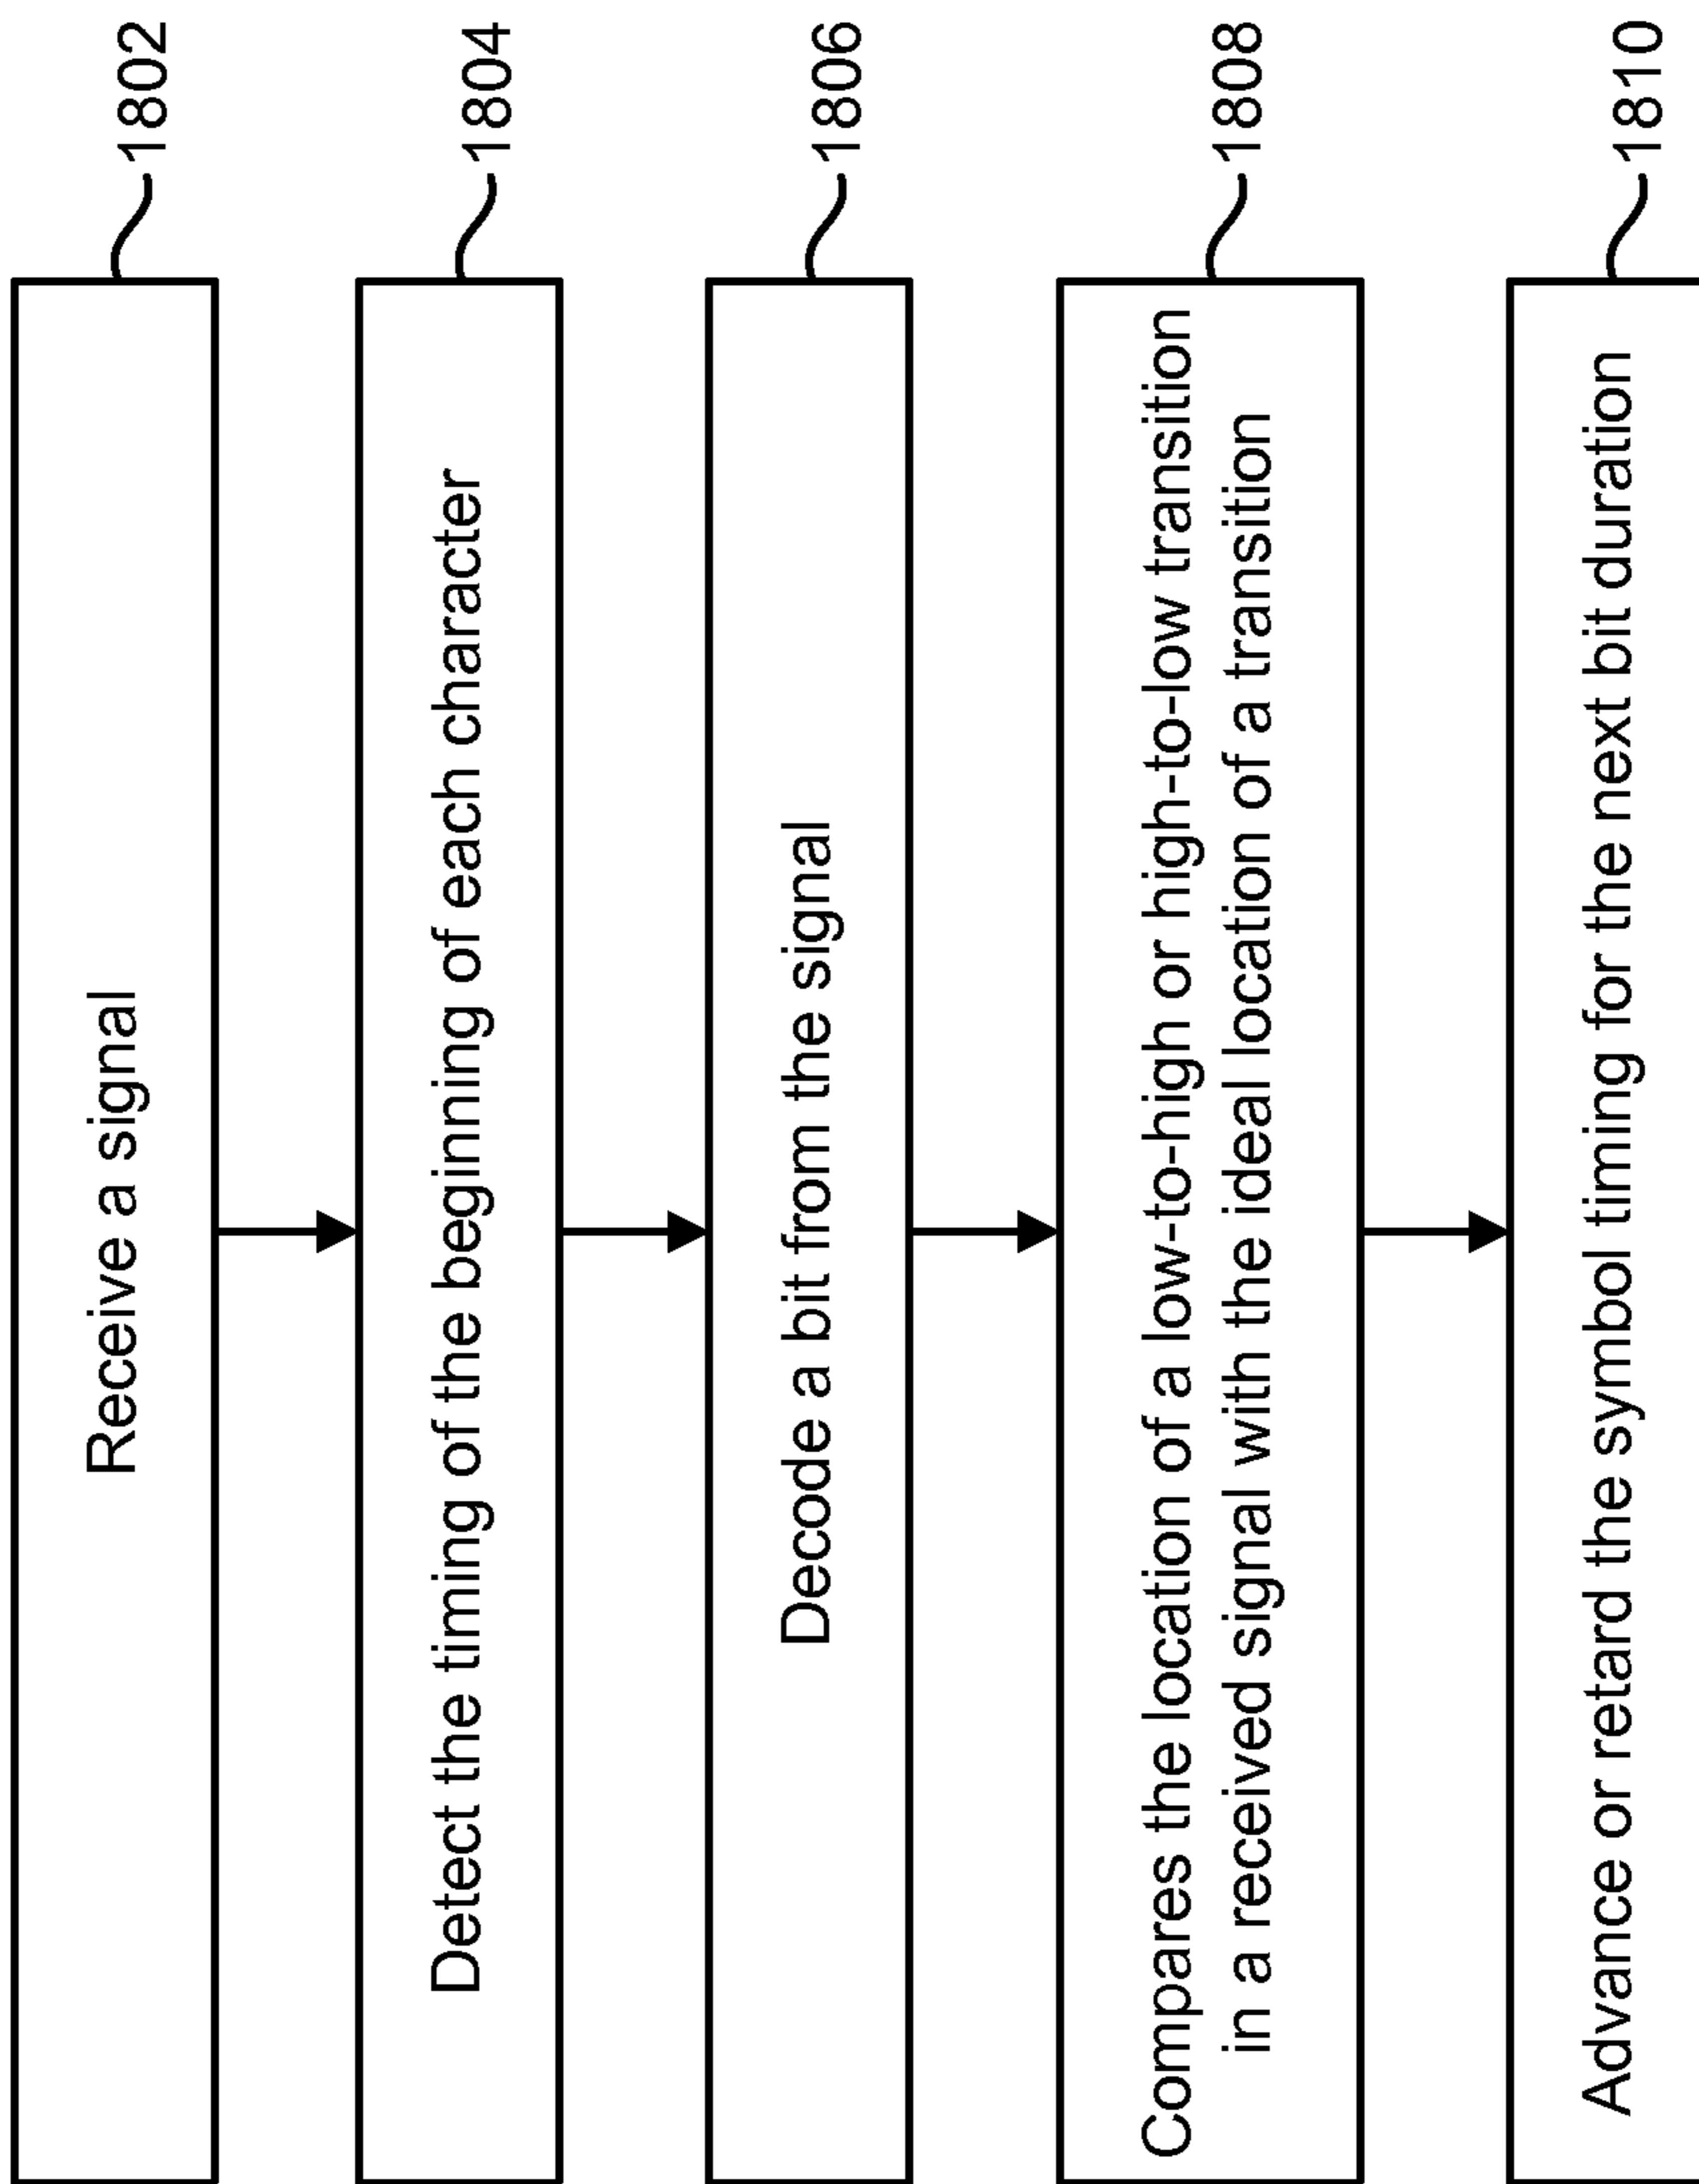 Receive a signal
1802
Detect the timing of the beginning of each character
1804
Decode a bit from the signal
1806
Compares the location of a low-to-high or high-to-low transition
in a received signal with the ideal location of a transition
1808
Advance or retard the symbol timing for the next bit duration
1810